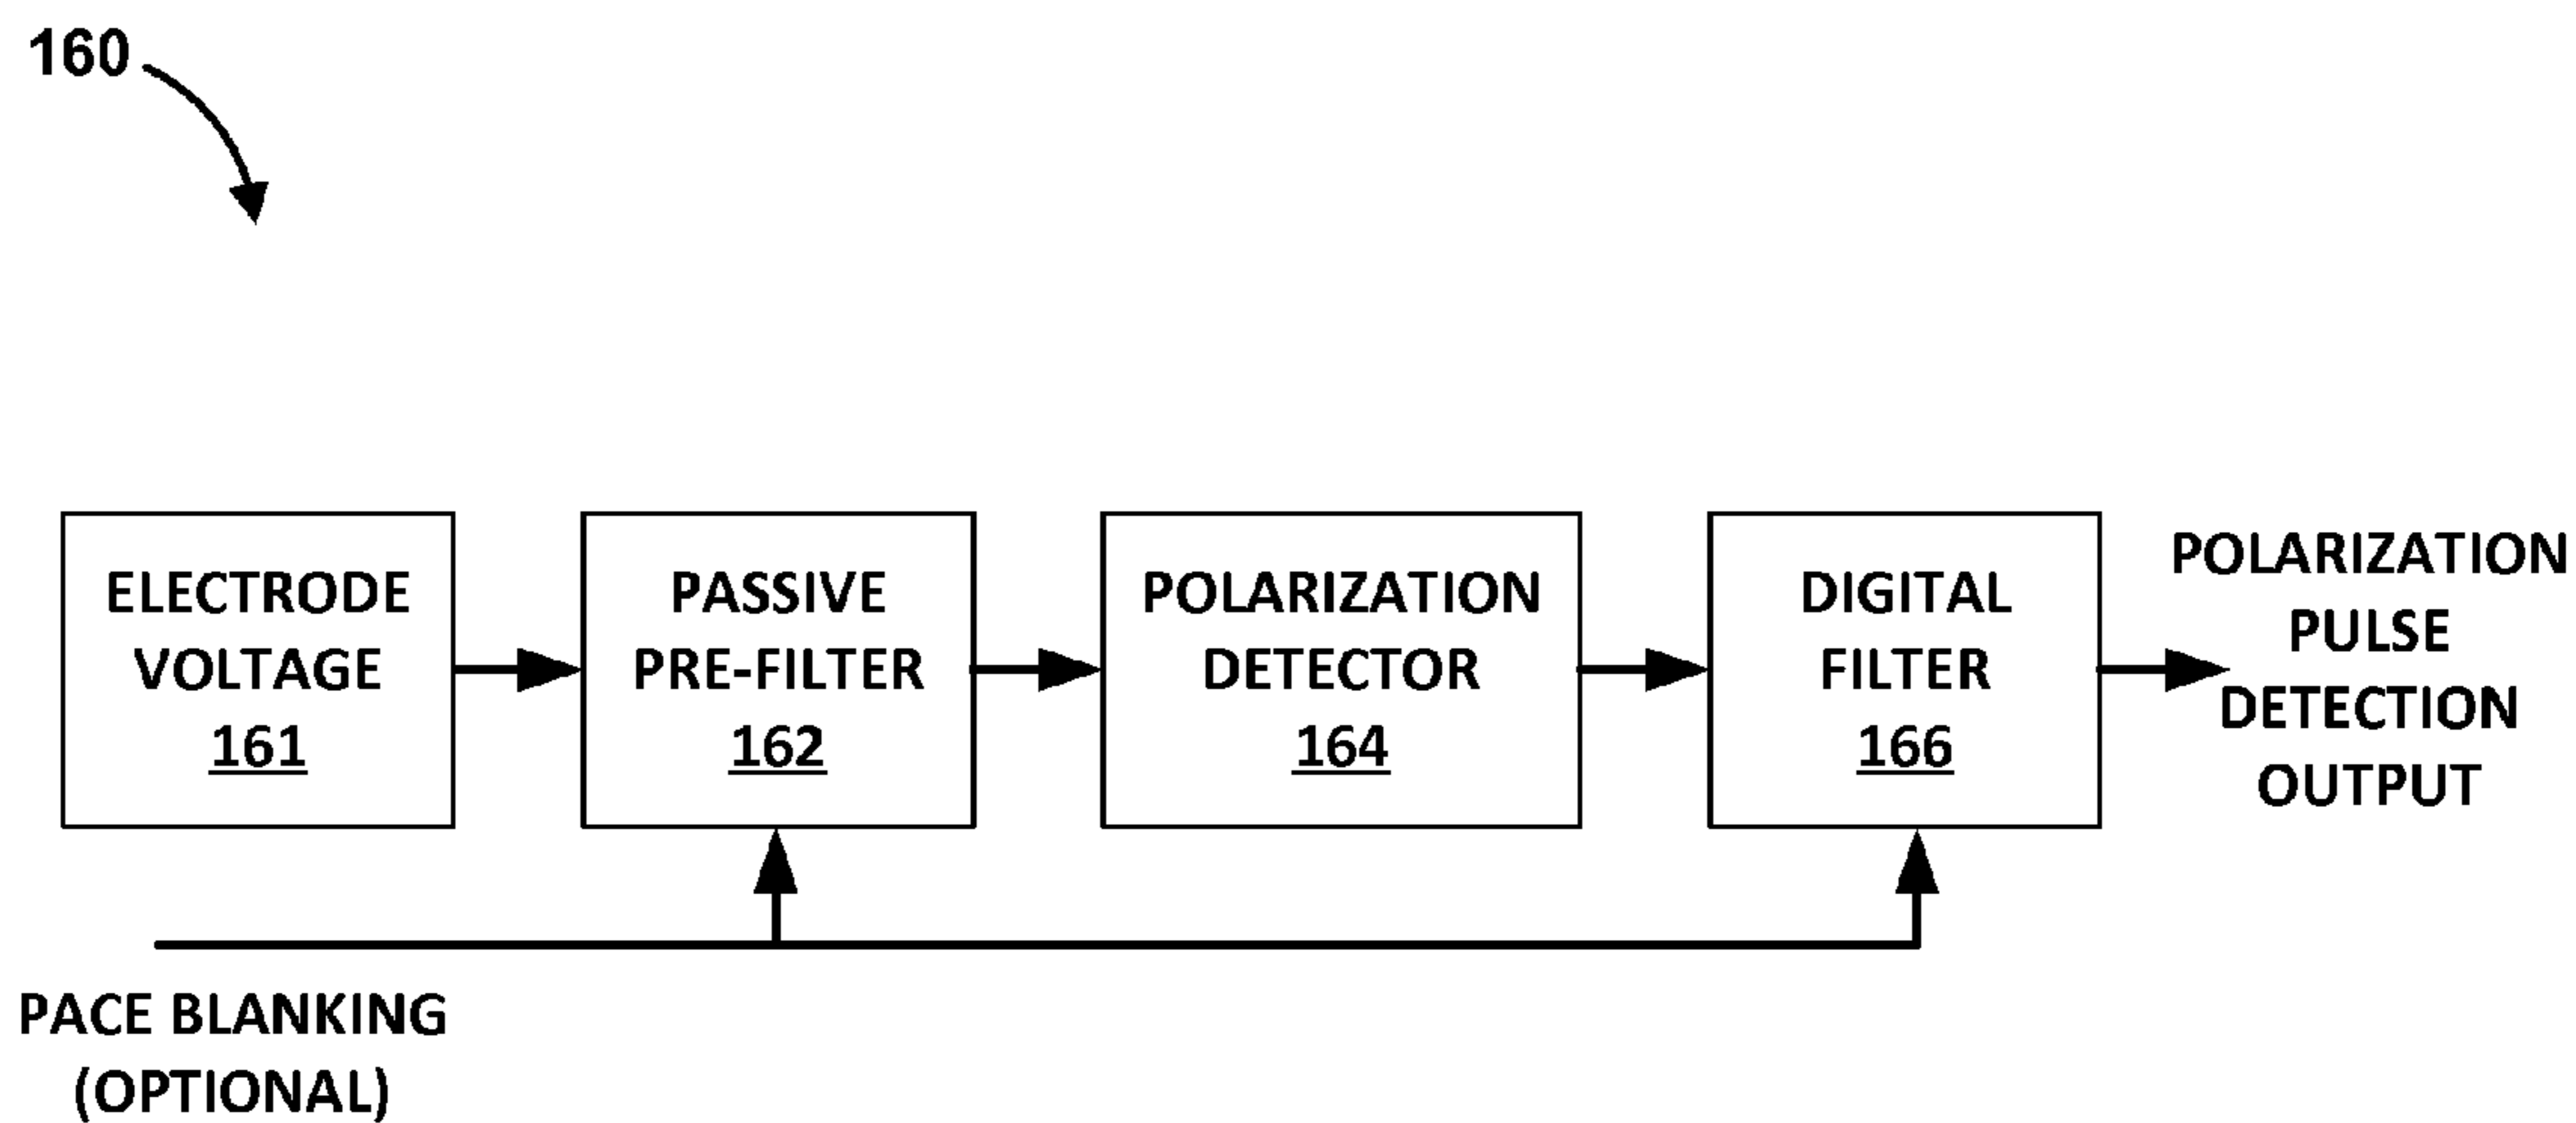 160
ELECTRODE
VOLTAGE
161
PASSIVE
PRE-FILTER
162
POLARIZATION
DETECTOR
164
DIGITAL
FILTER
166
POLARIZATION
PULSE
DETECTION
OUTPUT
PACE BLANKING
(OPTIONAL)